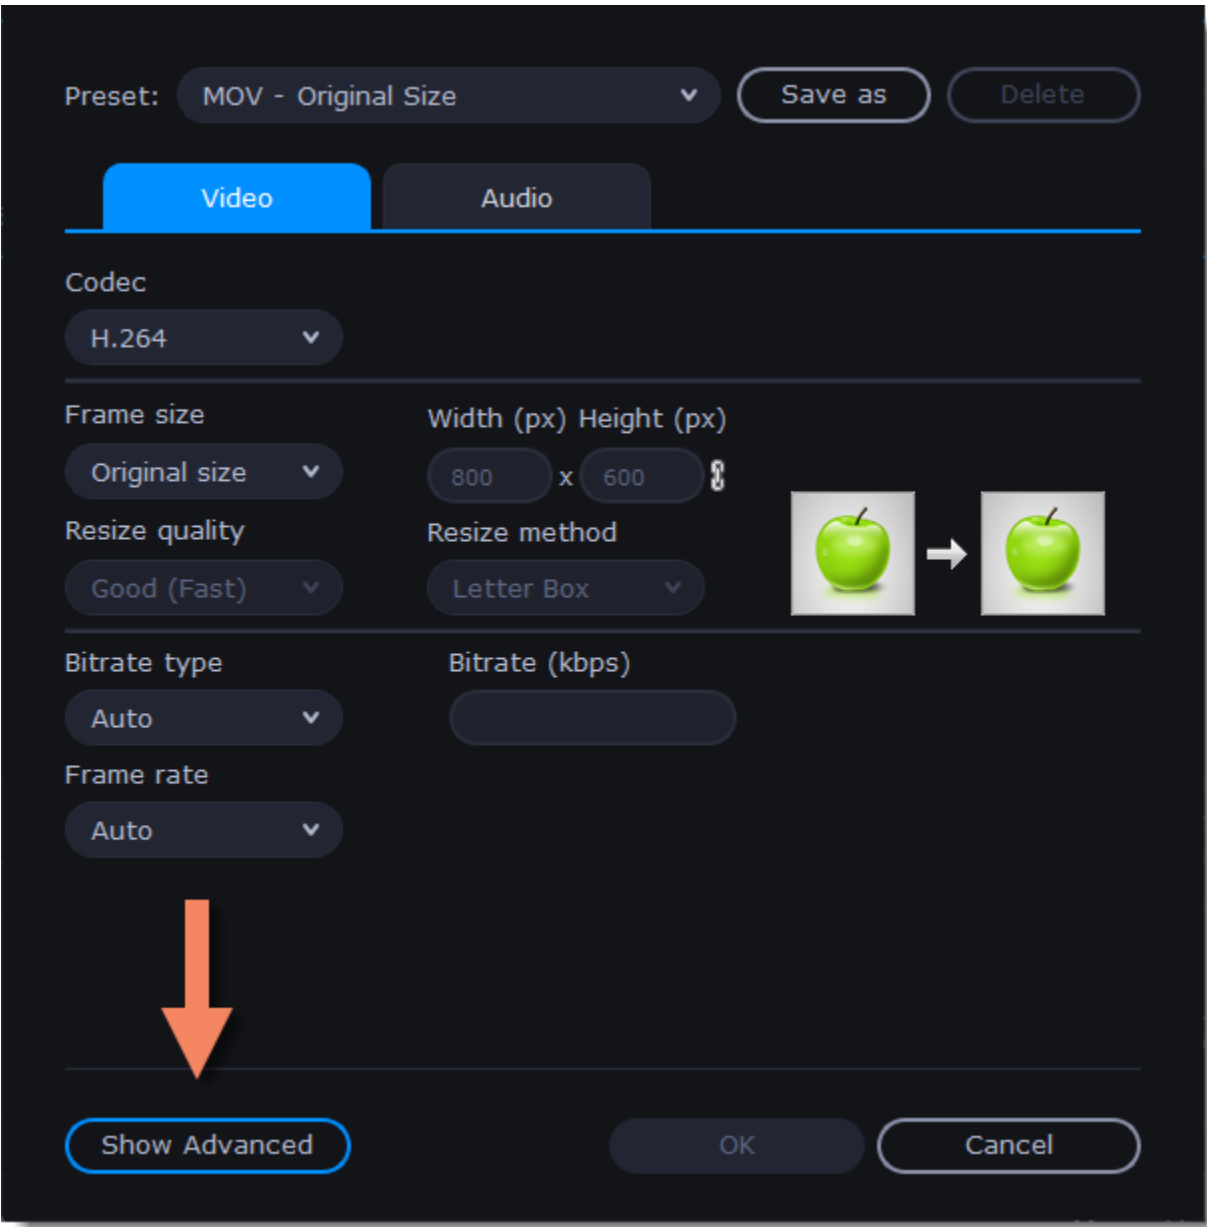 Preset: MOV - Original Size Save as Delete
Video Audio
Codec
H.264
Frame size Width (px) Height (px)
Original size 800 x 600
Resize quality Resize method
Good (Fast) Letter Box
Bitrate type Bitrate (kbps)
Auto
Frame rate
Auto
Show Advanced OK Cancel